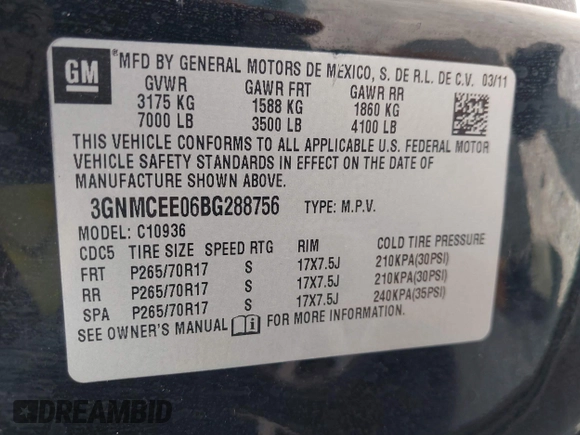 GM
®MFD BY GENERAL MOTORS DE MEXICO, S. DE R.L. DE C.V. 03/11
GVWR GAWR FRT GAWR RR
3175 KG 1588 KG 1860 KG
7000 LB 3500 LB 4100 LB
THIS VEHICLE CONFORMS TO ALL APPLICABLE U.S. FEDERAL MOTOR
VEHICLE SAFETY STANDARDS IN EFFECT ON THE DATE OF
MANUFACTURE SHOWN ABOVE.
3GNMCEE06BG288756 TYPE: M.P.V.
MODEL: C10936
CDC5 TIRE SIZE SPEED RTG RIM COLD TIRE PRESSURE
FRT P265/70R17 S 17X7.5J 210KPA(30PSI)
RR P265/70R17 S 17X7.5J 210KPA(30PSI)
SPA P265/70R17 S 17X7.5J 240KPA(35PSI)
SEE OWNER'S MANUAL FOR MORE INFORMATION.
DREAMBID